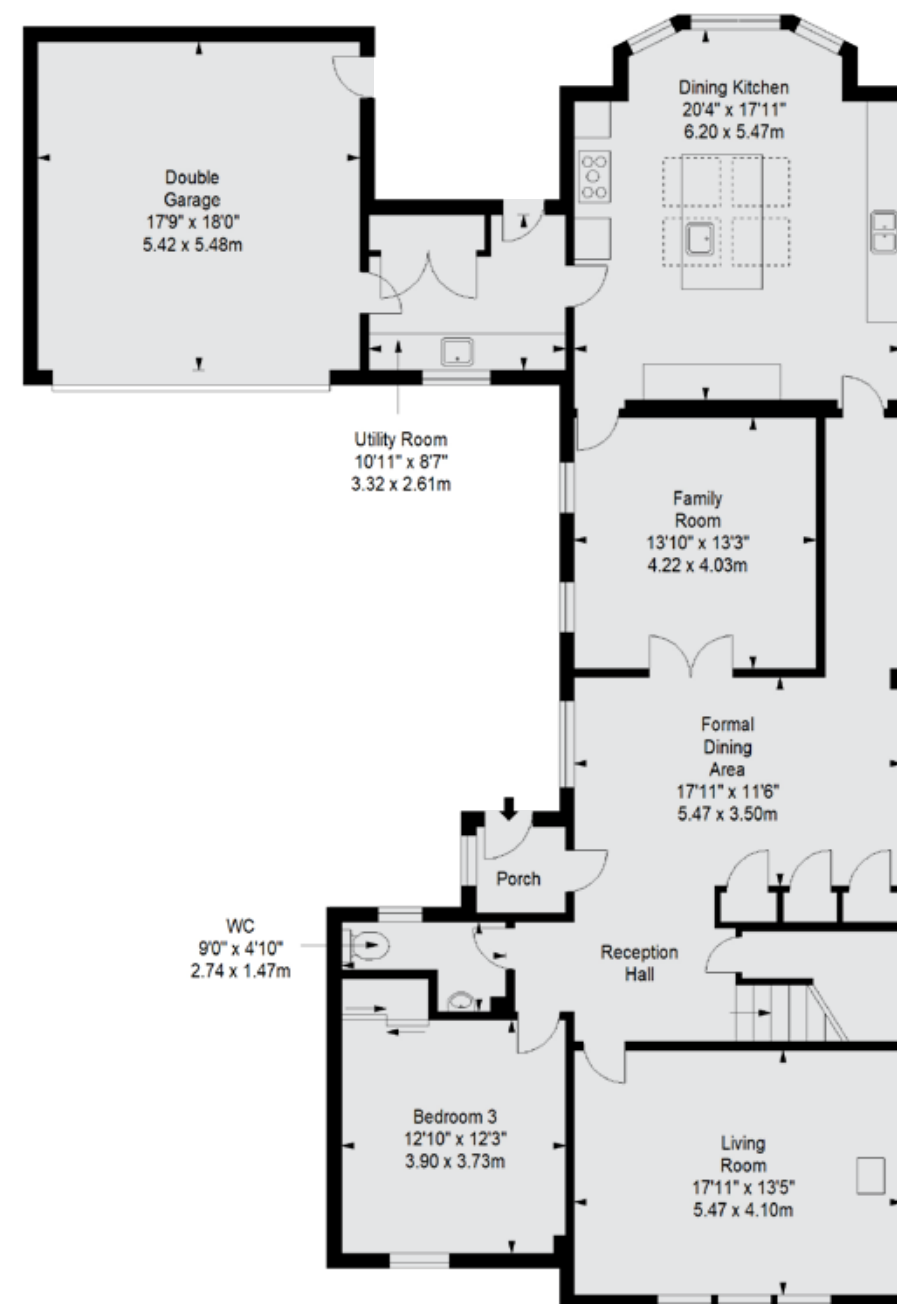 Dining Kitchen
20'4" x 17'11"
6.20 x 5.47m
Double
Garage
17'9" x 18'0"
5.42 x 5.48m
Utility Room
10'11" x 8'7"
3.32 x 2.61m
Family
Room
13'10" x 13'3"
4.22 x 4.03m
Formal
Dining
Area
17'11" x 11'6"
5.47 x 3.50m
Porch
WC
9'0" x 4'10"
2.74 x 1.47m
Reception
Hall
Bedroom 3
12'10" x 12'3"
3.90 x 3.73m
Living
Room
17'11" x 13'5"
5.47 x 4.10m